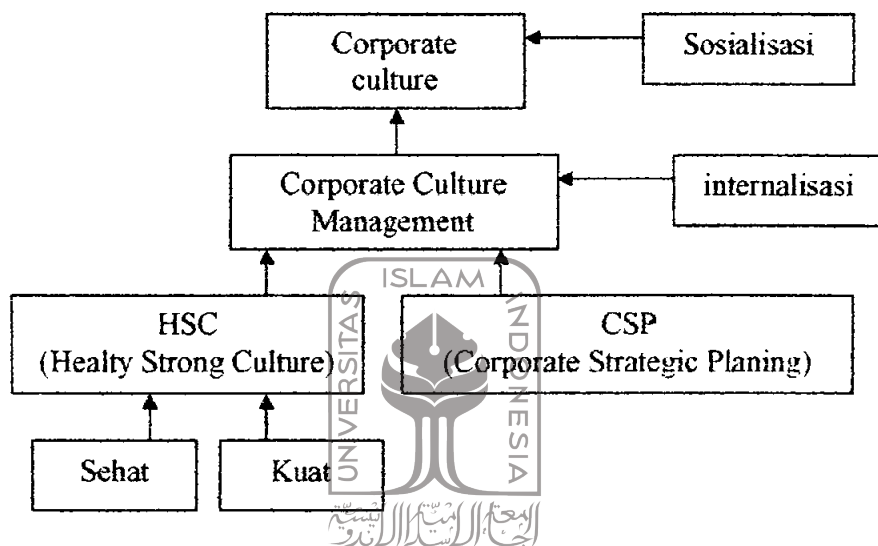 Corporate
culture
Sosialisasi
Corporate Culture
Management
internalisasi
HSC
(Healty Strong Culture)
CSP
(Corporate Strategic Planing)
Sehat
Kuat
UNIVERSITAS
ISLAM
INDONESIA